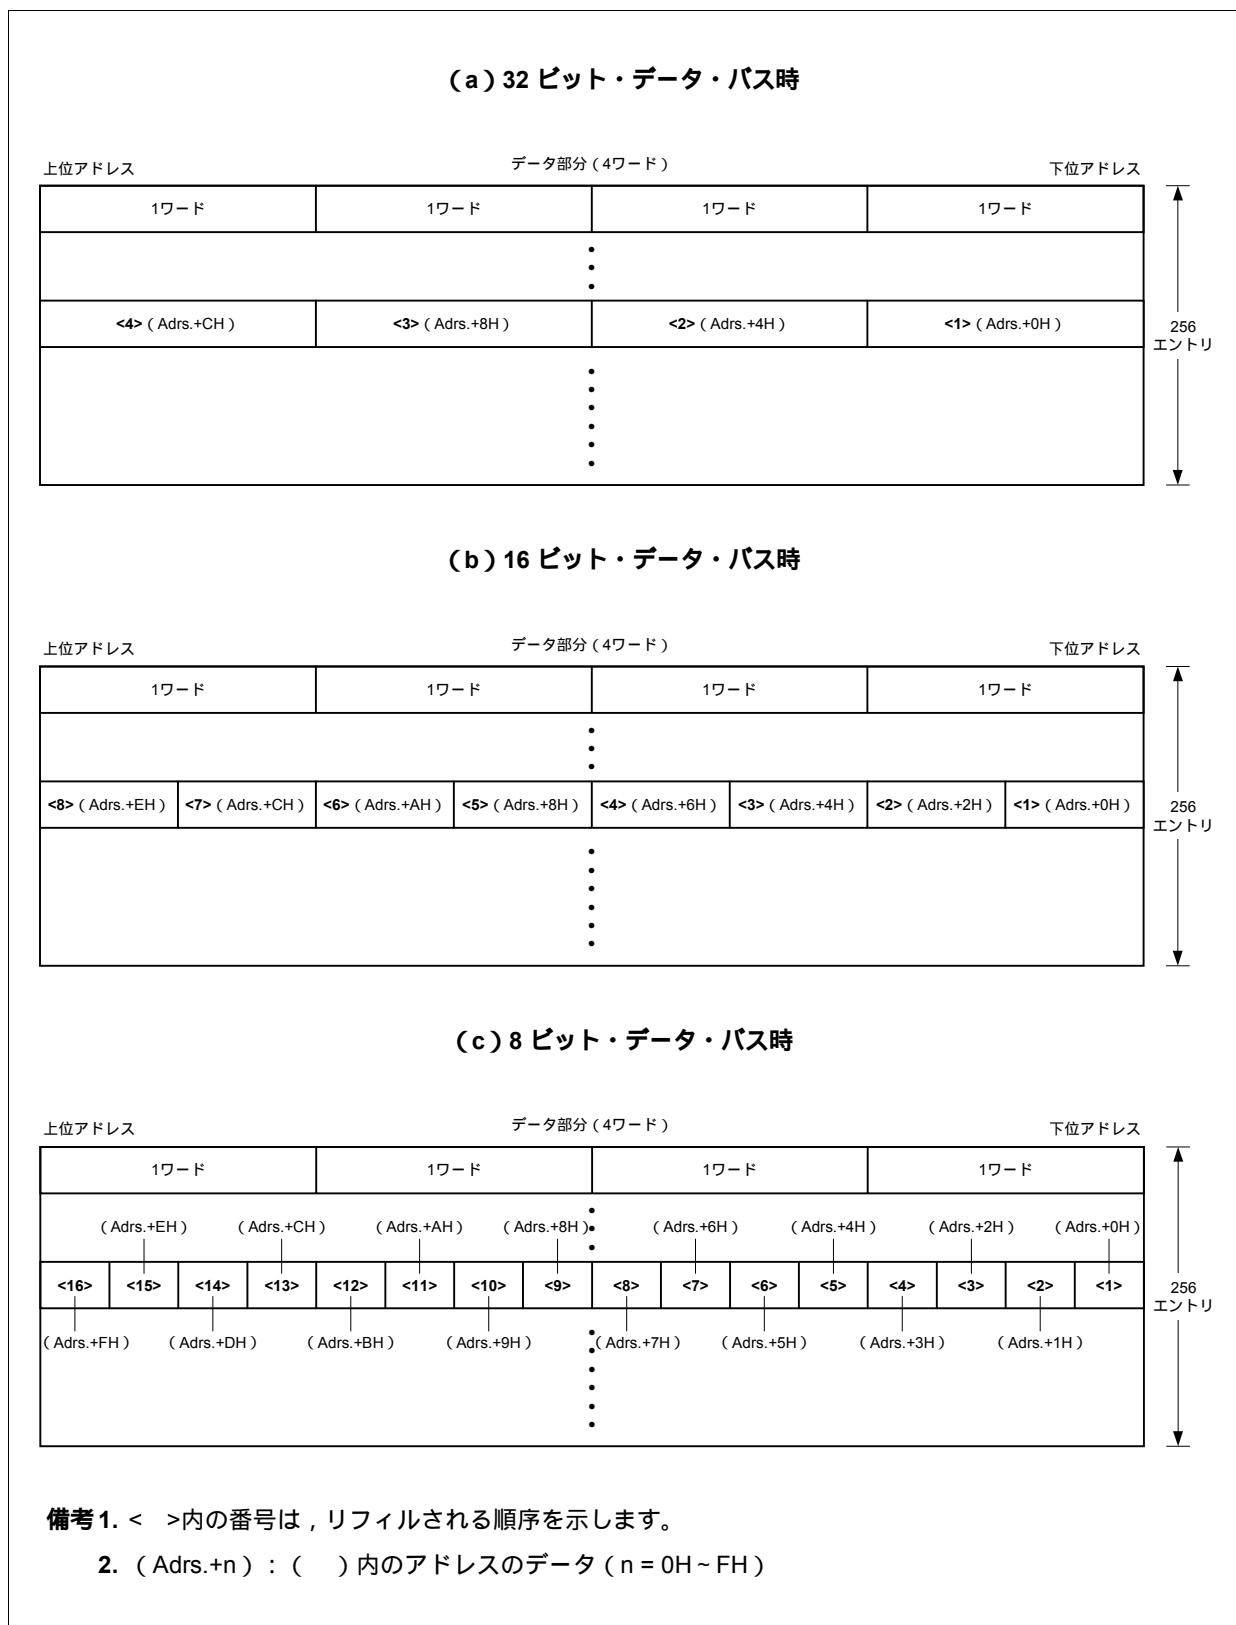 （a）32 ビット・データ・バス時
上位アドレス データ部分（4ワード） 下位アドレス
1ワード 1ワード 1ワード 1ワード
<4>（Adrs.+CH） <3>（Adrs.+8H） <2>（Adrs.+4H） <1>（Adrs.+0H）
256
エントリ
（b）16 ビット・データ・バス時
上位アドレス データ部分（4ワード） 下位アドレス
1ワード 1ワード 1ワード 1ワード
<8>（Adrs.+EH） <7>（Adrs.+CH） <6>（Adrs.+AH） <5>（Adrs.+8H） <4>（Adrs.+6H） <3>（Adrs.+4H） <2>（Adrs.+2H） <1>（Adrs.+0H）
256
エントリ
（c）8 ビット・データ・バス時
上位アドレス データ部分（4ワード） 下位アドレス
1ワード 1ワード 1ワード 1ワード
（Adrs.+EH） （Adrs.+CH） （Adrs.+AH） （Adrs.+8H） （Adrs.+6H） （Adrs.+4H） （Adrs.+2H） （Adrs.+0H）
<16> <15> <14> <13> <12> <11> <10> <9> <8> <7> <6> <5> <4> <3> <2> <1>
256
エントリ
（Adrs.+FH） （Adrs.+DH） （Adrs.+BH） （Adrs.+9H） （Adrs.+7H） （Adrs.+5H） （Adrs.+3H） （Adrs.+1H）
備考1. <　>内の番号は，リフィルされる順序を示します。
2. （Adrs.+n）：（　）内のアドレスのデータ（n = 0H～FH）